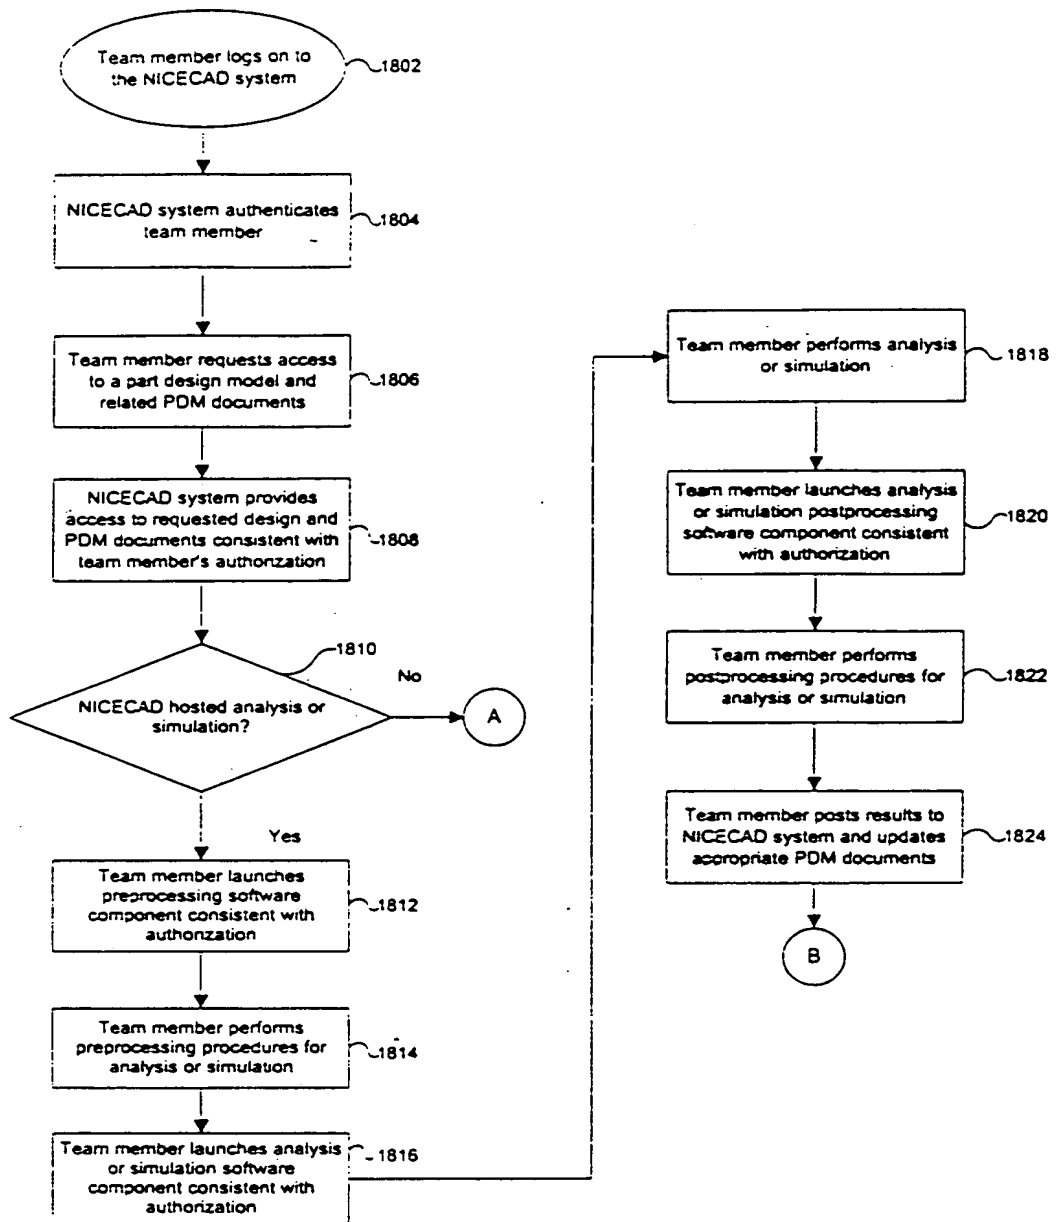 Team member logs on to
the NICECAD system
1802
NICECAD system authenticates
team member
1804
Team member requests access
to a part design model and
related PDM documents
1806
NICECAD system provides
access to requested design and
PDM documents consistent with
team member's authorization
1808
1810
NICECAD hosted analysis or
simulation?
No
A
Yes
Team member launches
preprocessing software
component consistent with
authorization
1812
Team member performs
preprocessing procedures for
analysis or simulation
1814
Team member launches analysis
or simulation software
component consistent with
authorization
1816
Team member performs analysis
or simulation
1818
Team member launches analysis
or simulation postprocessing
software component consistent
with authorization
1820
Team member performs
postprocessing procedures for
analysis or simulation
1822
Team member posts results to
NICECAD system and updates
appropriate PDM documents
1824
B